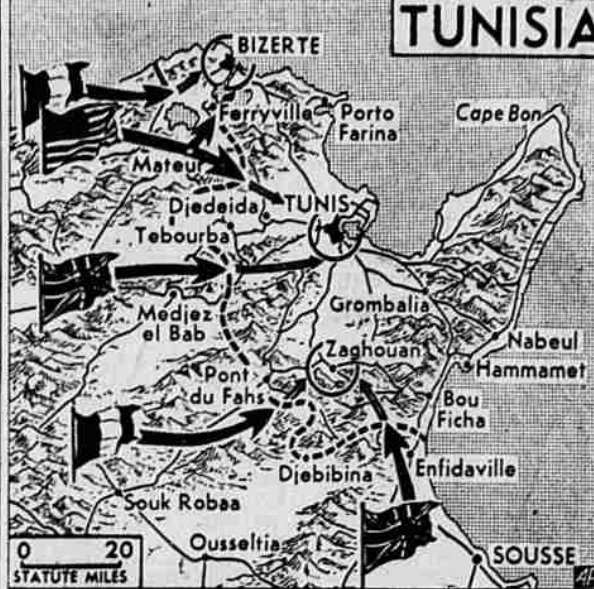 TUNISIA
BIZERTE
Ferryville
Porto
Farina
Cape Bon
Mateur
Djedeida
TUNIS
Tebourba
Medjez
el Bab
Grombalia
Zaghouan
Nabeul
Hammamet
Pont
du Fahs
Bou
Ficha
Djebibina
Enfidaville
Souk Robaa
Ousseltia
SOUSSE
0 20
STATUTE MILES
AP